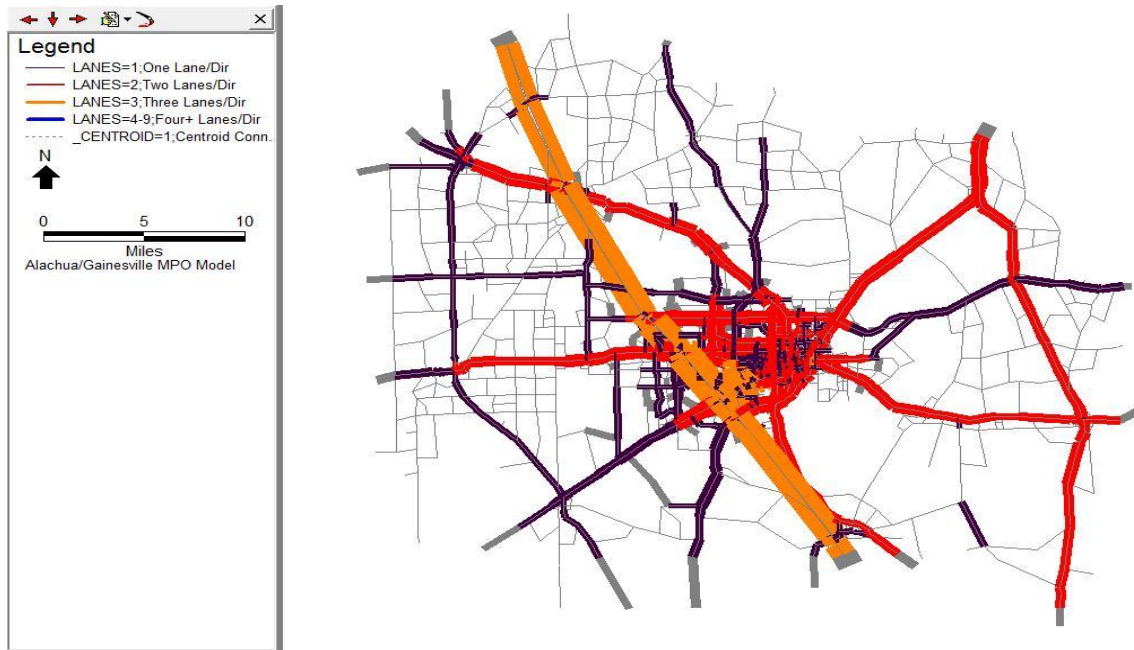 Legend
LANES=1;One Lane/Dir
LANES=2;Two Lanes/Dir
LANES=3;Three Lanes/Dir
LANES=4-9;Four+ Lanes/Dir
_CENTROID=1;Centroid Conn.
N
0 5 10
Miles
Alachua/Gainesville MPO Model